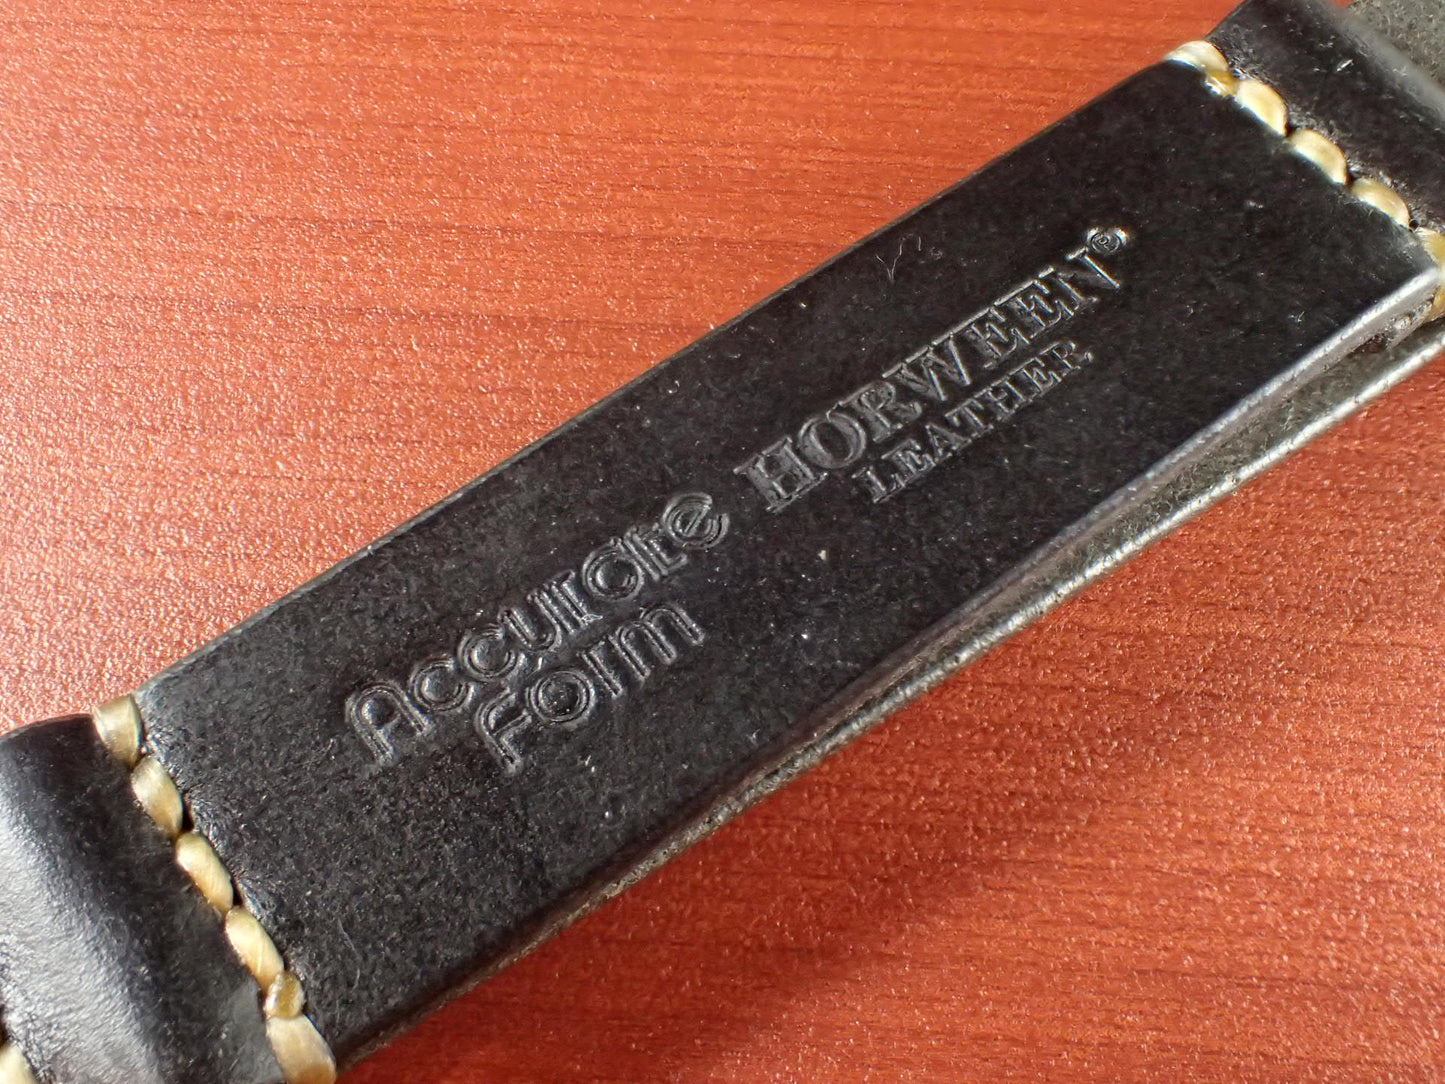 Accurate
Form
HORWEEN®
LEATHER